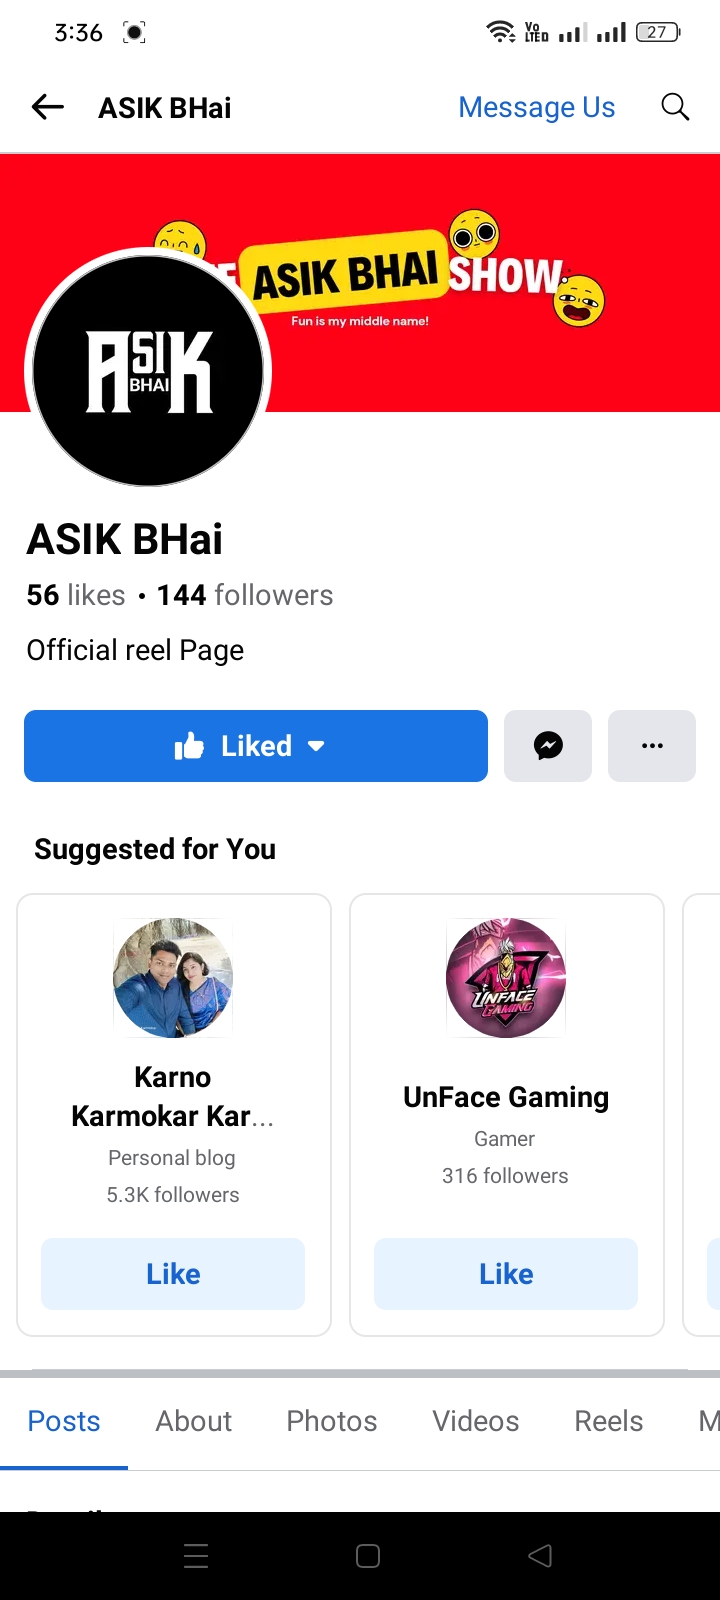 3:36
Vo
LTED
27
ASIK BHai
Message Us
ASIK BHAI SHOW
Fun is my middle name!
ASIK
BHAI
ASIK BHai
56 likes • 144 followers
Official reel Page
Liked
Suggested for You
Karno
Karmokar Kar...
Personal blog
5.3K followers
Like
UNFACE
GAMING
UnFace Gaming
Gamer
316 followers
Like
Posts About Photos Videos Reels M